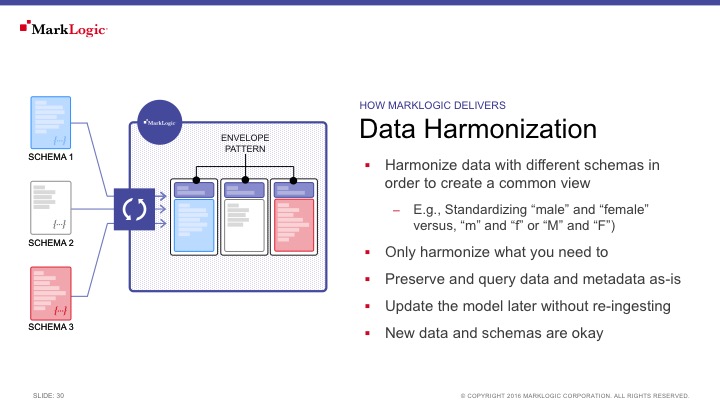 MarkLogic
HOW MARKLOGIC DELIVERS
Data Harmonization
MarkLogic
ENVELOPE
PATTERN
{...}
SCHEMA 1
{...}
SCHEMA 2
{...}
SCHEMA 3
▪ Harmonize data with different schemas in
order to create a common view
– E.g., Standardizing “male” and “female”
versus, “m” and “f” or “M” and “F”)
▪ Only harmonize what you need to
▪ Preserve and query data and metadata as-is
▪ Update the model later without re-ingesting
▪ New data and schemas are okay
SLIDE: 30
© COPYRIGHT 2016 MARKLOGIC CORPORATION. ALL RIGHTS RESERVED.